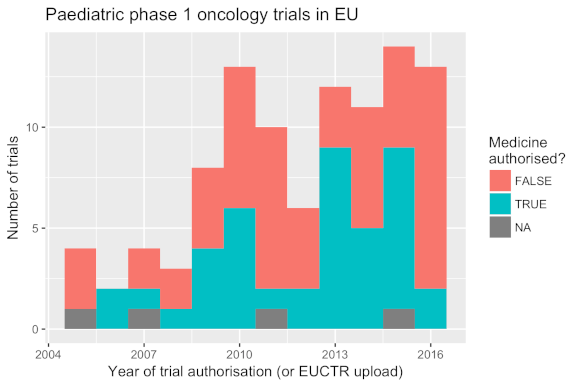 Paediatric phase 1 oncology trials in EU
Number of trials
10
5
0
2004 2007 2010 2013 2016
Year of trial authorisation (or EUCTR upload)
Medicine
authorised?
FALSE
TRUE
NA